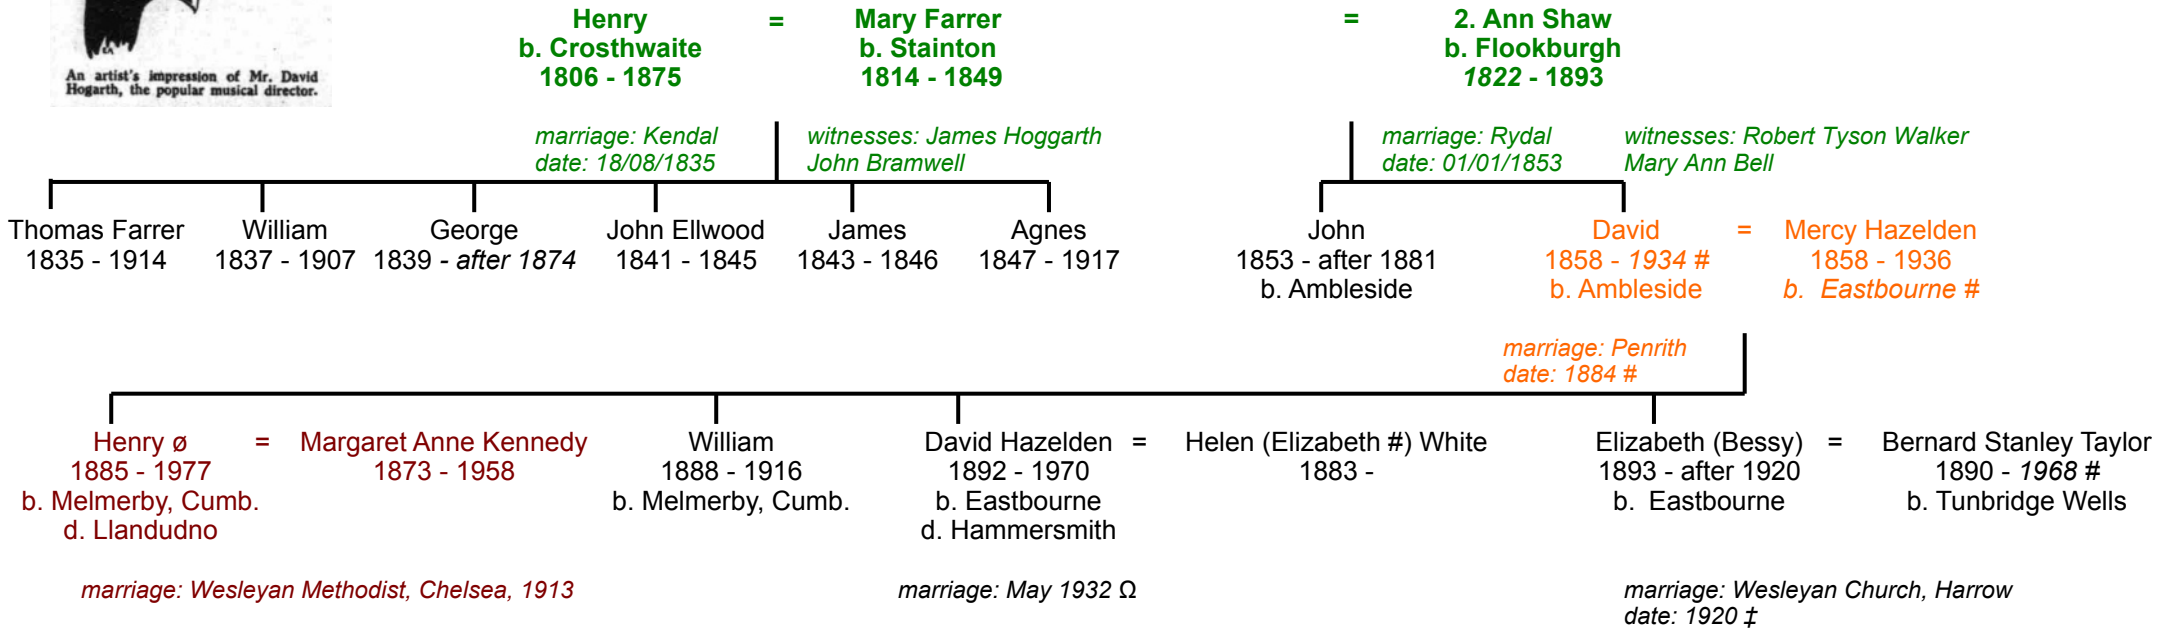 An artist's impression of Mr. David
Hogarth, the popular musical director.
Henry = Mary Farrer = 2. Ann Shaw
b. Crosthwaite b. Stainton b. Flookburgh
1806 - 1875 1814 - 1849 1822 - 1893
marriage: Kendal witnesses: James Hoggarth marriage: Rydal witnesses: Robert Tyson Walker
date: 18/08/1835 John Bramwell date: 01/01/1853 Mary Ann Bell
Thomas Farrer William George John Ellwood James Agnes John David = Mercy Hazelden
1835 - 1914 1837 - 1907 1839 - after 1874 1841 - 1845 1843 - 1846 1847 - 1917 1853 - after 1881 1858 - 1934 # 1858 - 1936
b. Ambleside b. Ambleside b. Eastbourne #
marriage: Penrith
date: 1884 #
Henry ø = Margaret Anne Kennedy William David Hazelden = Helen (Elizabeth #) White Elizabeth (Bessy) = Bernard Stanley Taylor
1885 - 1977 1873 - 1958 1888 - 1916 1892 - 1970 1883 - 1893 - after 1920 1890 - 1968 #
b. Melmerby, Cumb. b. Melmerby, Cumb. b. Eastbourne b. Eastbourne b. Tunbridge Wells
d. Llandudno d. Hammersmith
marriage: Wesleyan Methodist, Chelsea, 1913 marriage: May 1932 Ω marriage: Wesleyan Church, Harrow
date: 1920 ‡